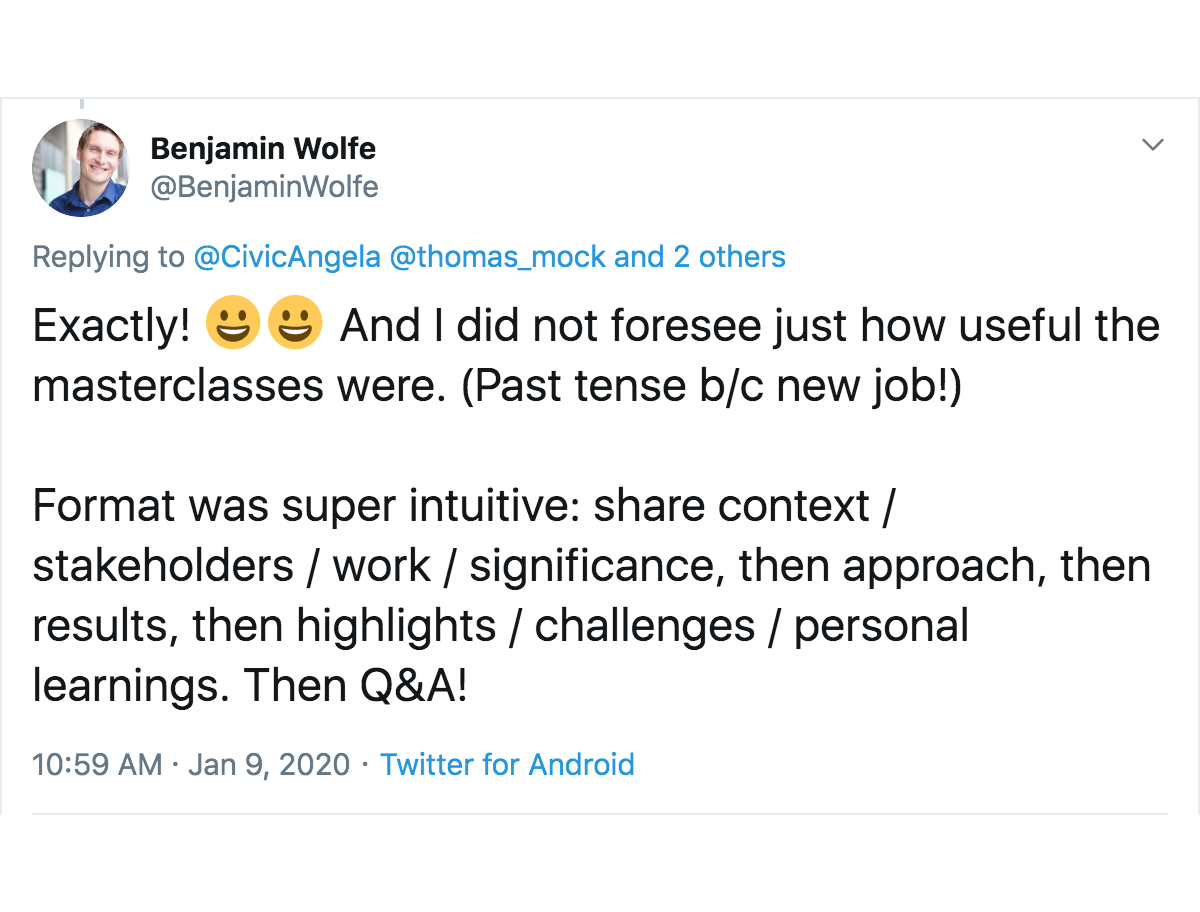 Benjamin Wolfe
@BenjaminWolfe
Replying to @CivicAngela @thomas_mock and 2 others
Exactly! 😀😀 And I did not foresee just how useful the
masterclasses were. (Past tense b/c new job!)
Format was super intuitive: share context /
stakeholders / work / significance, then approach, then
results, then highlights / challenges / personal
learnings. Then Q&A!
10:59 AM · Jan 9, 2020 · Twitter for Android